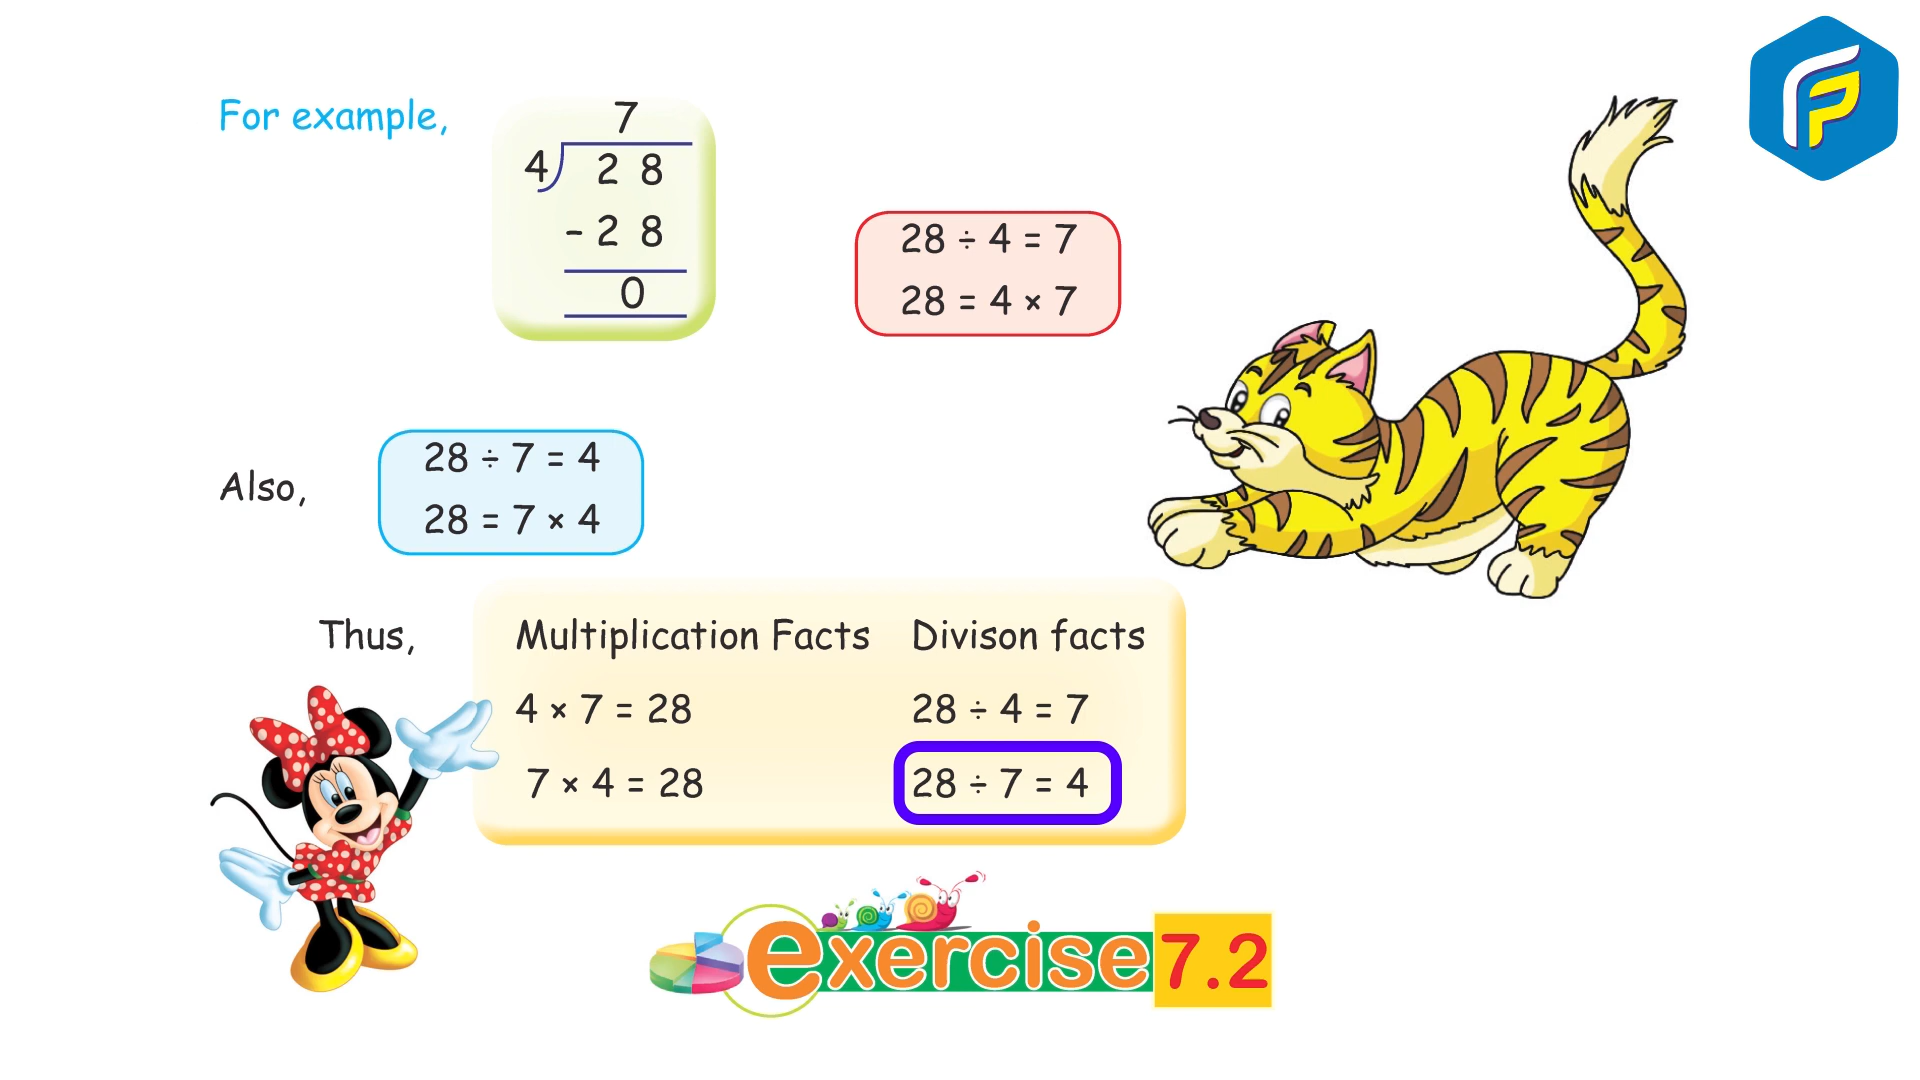 For example,
7
4 2 8
- 2 8
0
28 ÷ 4 = 7
28 = 4 × 7
Also,
28 ÷ 7 = 4
28 = 7 × 4
Thus,
Multiplication Facts Divison facts
4 × 7 = 28 28 ÷ 4 = 7
7 × 4 = 28 28 ÷ 7 = 4
exercise 7.2